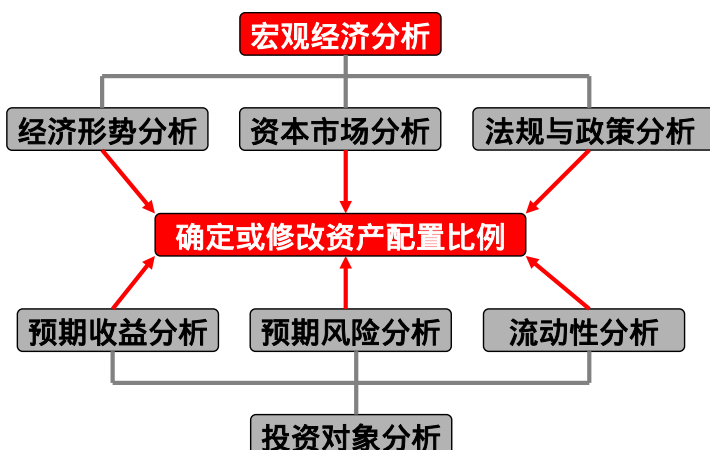 宏观经济分析
经济形势分析
资本市场分析
法规与政策分析
确定或修改资产配置比例
预期收益分析
预期风险分析
流动性分析
投资对象分析